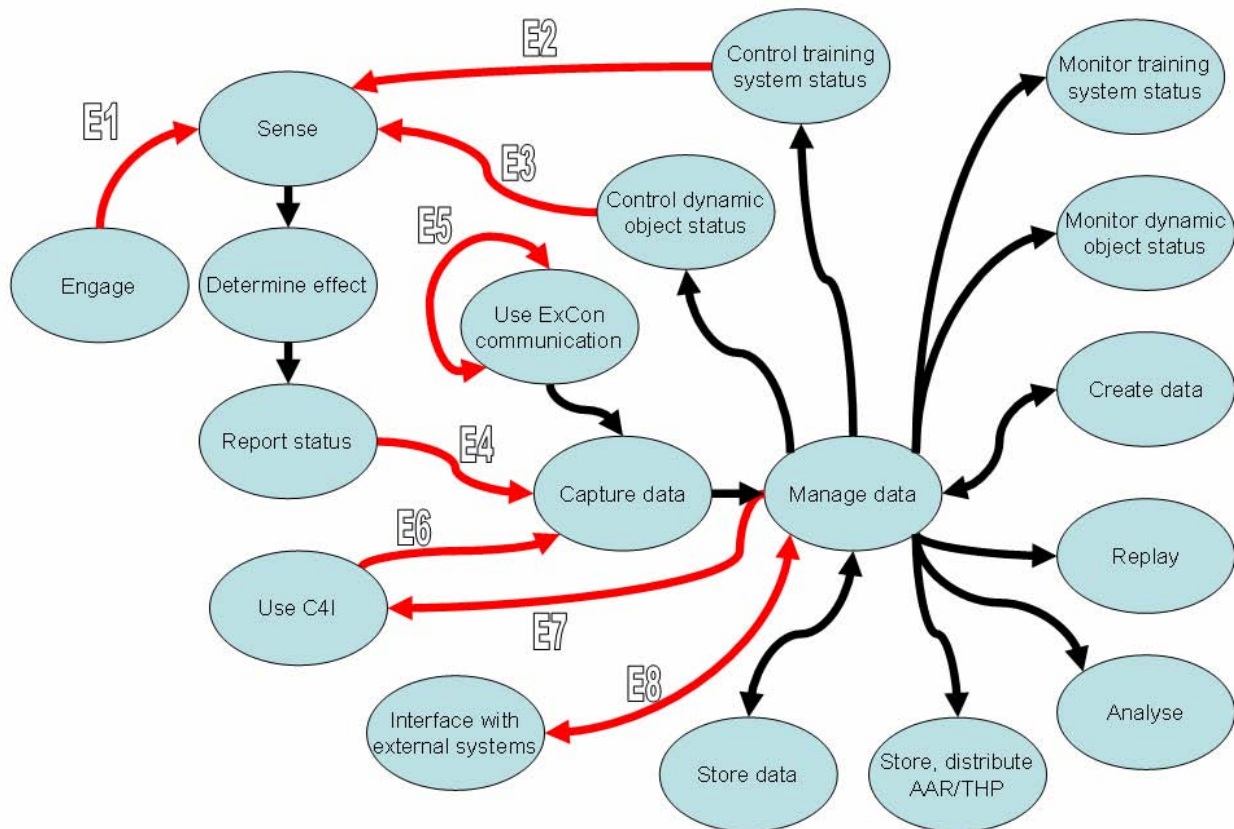 E2
Control training
system status
Monitor training
system status
E1
Sense
E3
Control dynamic
object status
Monitor dynamic
object status
E5
Engage
Determine effect
Use ExCon
communication
Create data
Report status
E4
Capture data
Manage data
E6
Replay
Use C4I
E7
E8
Interface with
external systems
Analyse
Store data
Store, distribute
AAR/THP